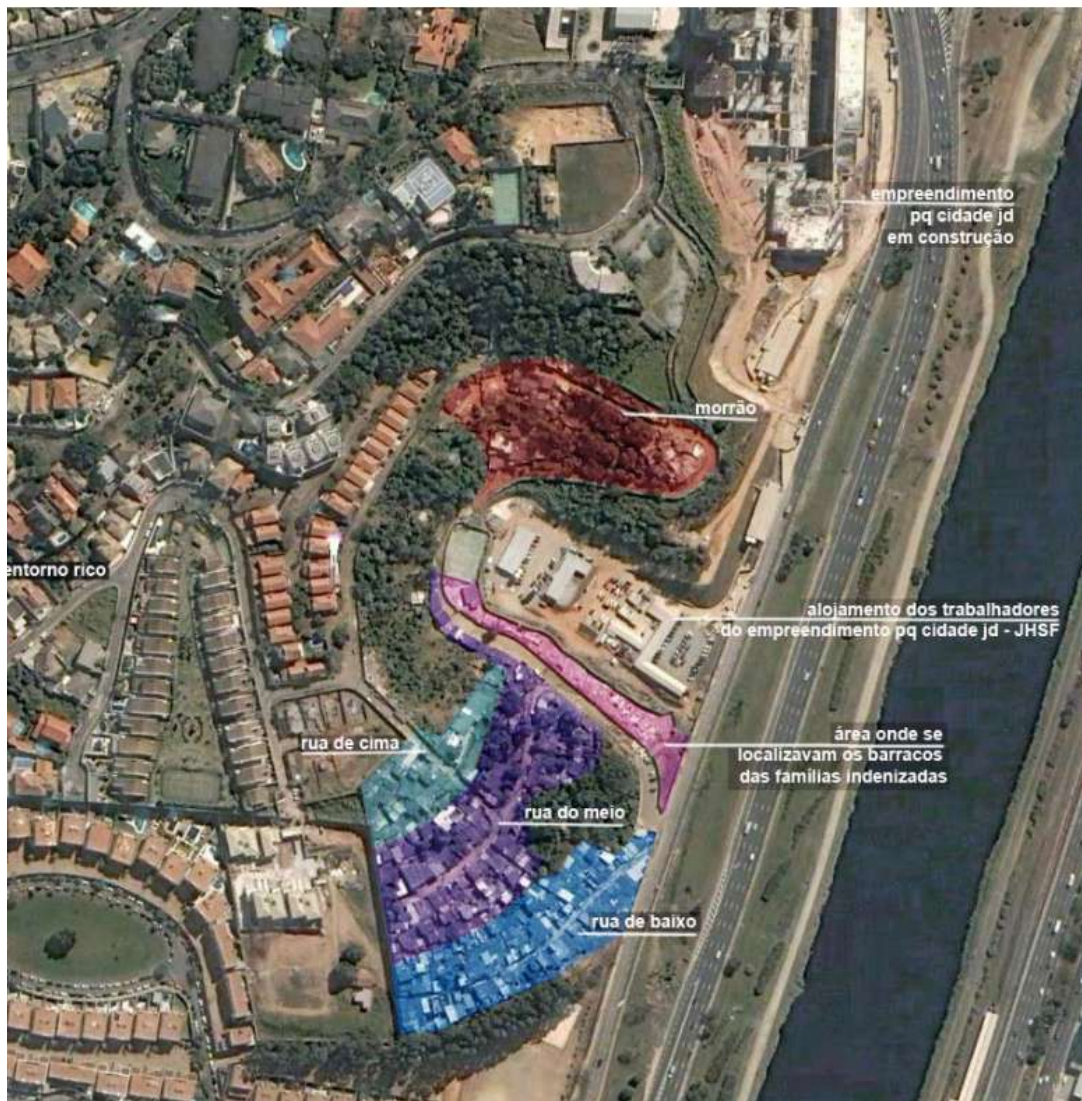 empreendimento
pq cidade jd
em construção
morrão
entorno rico
alojamento dos trabalhadores
do empreendimento pq cidade jd - JHSF
rua de cima
área onde se
localizavam os barracos
das famílias indenizadas
rua do meio
rua de baixo